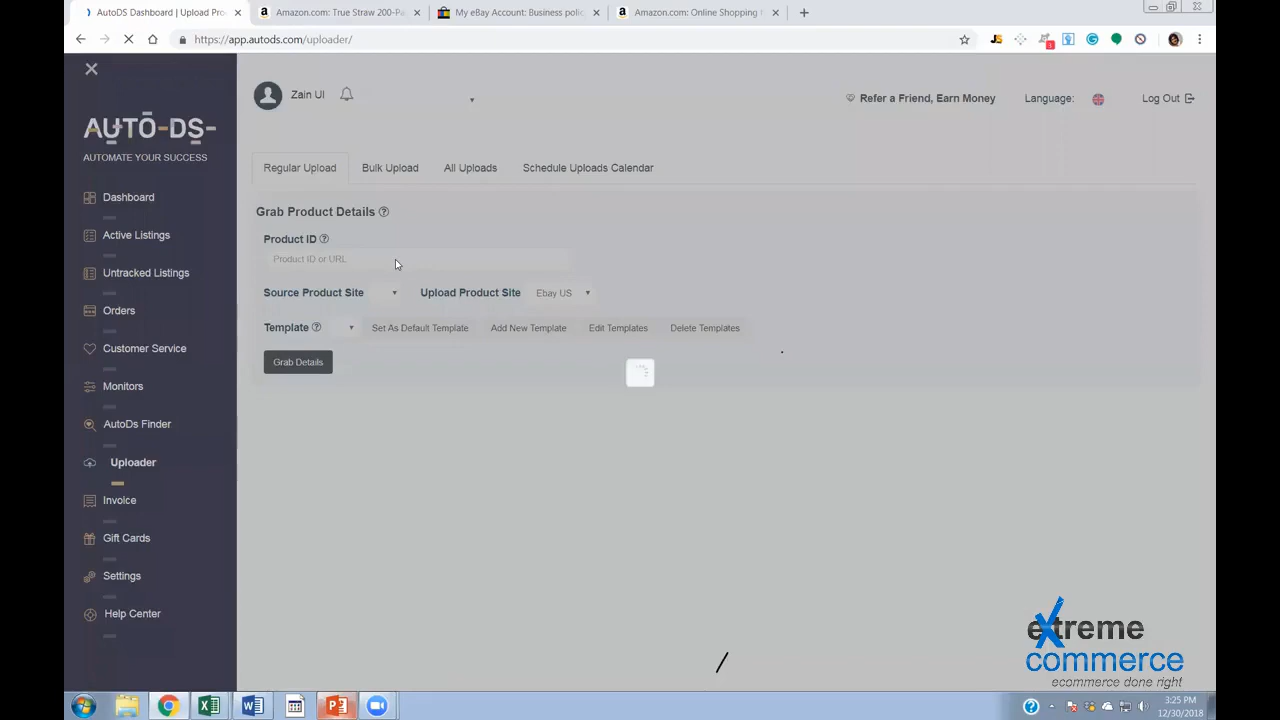 AutoDS Dashboard | Upload Pro
Amazon.com: True Straw 200-Pa
My eBay Account: Business polic
Amazon.com: Online Shopping f
https://app.autods.com/uploader/
JS
1
AUTO-DS-
AUTOMATE YOUR SUCCESS
Dashboard
Active Listings
Untracked Listings
Orders
Customer Service
Monitors
AutoDs Finder
Uploader
Invoice
Gift Cards
Settings
Help Center
Zain Ul
Refer a Friend, Earn Money
Language:
Log Out
Regular Upload
Bulk Upload
All Uploads
Schedule Uploads Calendar
Grab Product Details
Product ID
Product ID or URL
Source Product Site
Upload Product Site
Ebay US
Template
Set As Default Template
Add New Template
Edit Templates
Delete Templates
Grab Details
eXtreme
commerce
ecommerce done right
3:25 PM
12/30/2018